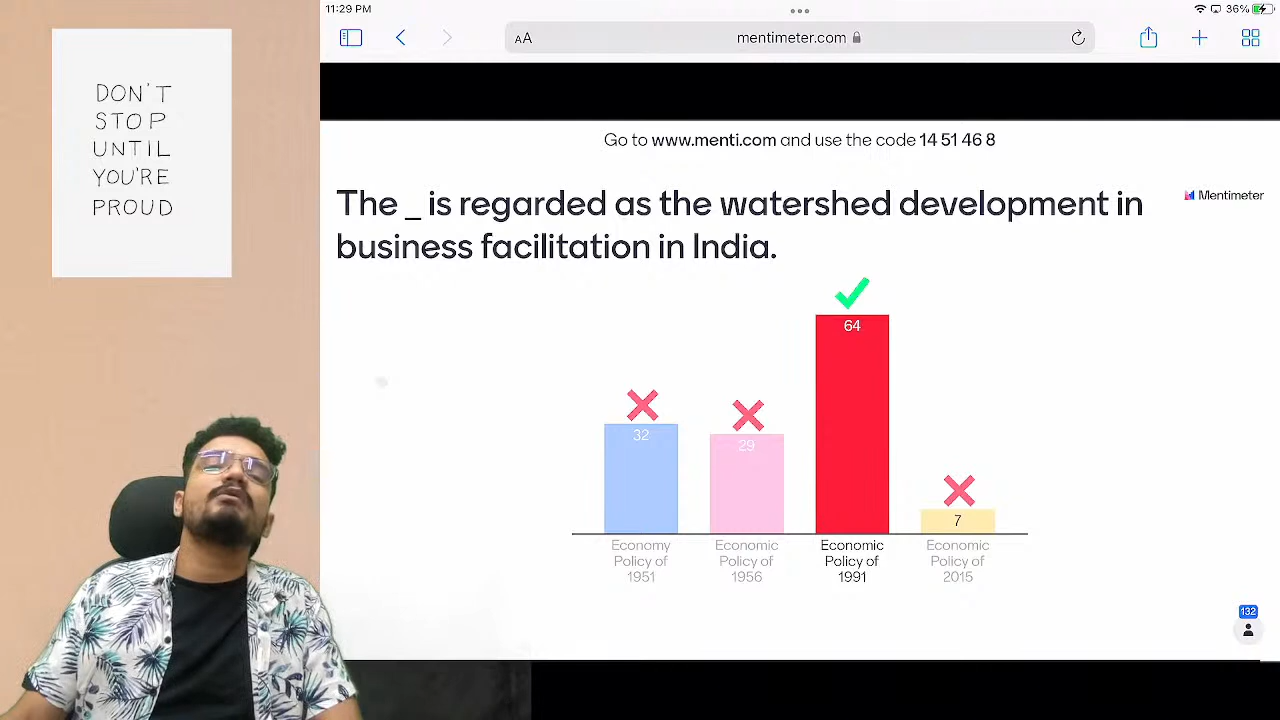 DON'T
STOP
UNTIL
YOU'RE
PROUD
11:29 PM
36%
AA
mentimeter.com
Go to www.menti.com and use the code 14 51 46 8
Mentimeter
The _ is regarded as the watershed development in
business facilitation in India.
32
29
64
7
Economy
Policy of
1951
Economic
Policy of
1956
Economic
Policy of
1991
Economic
Policy of
2015
132